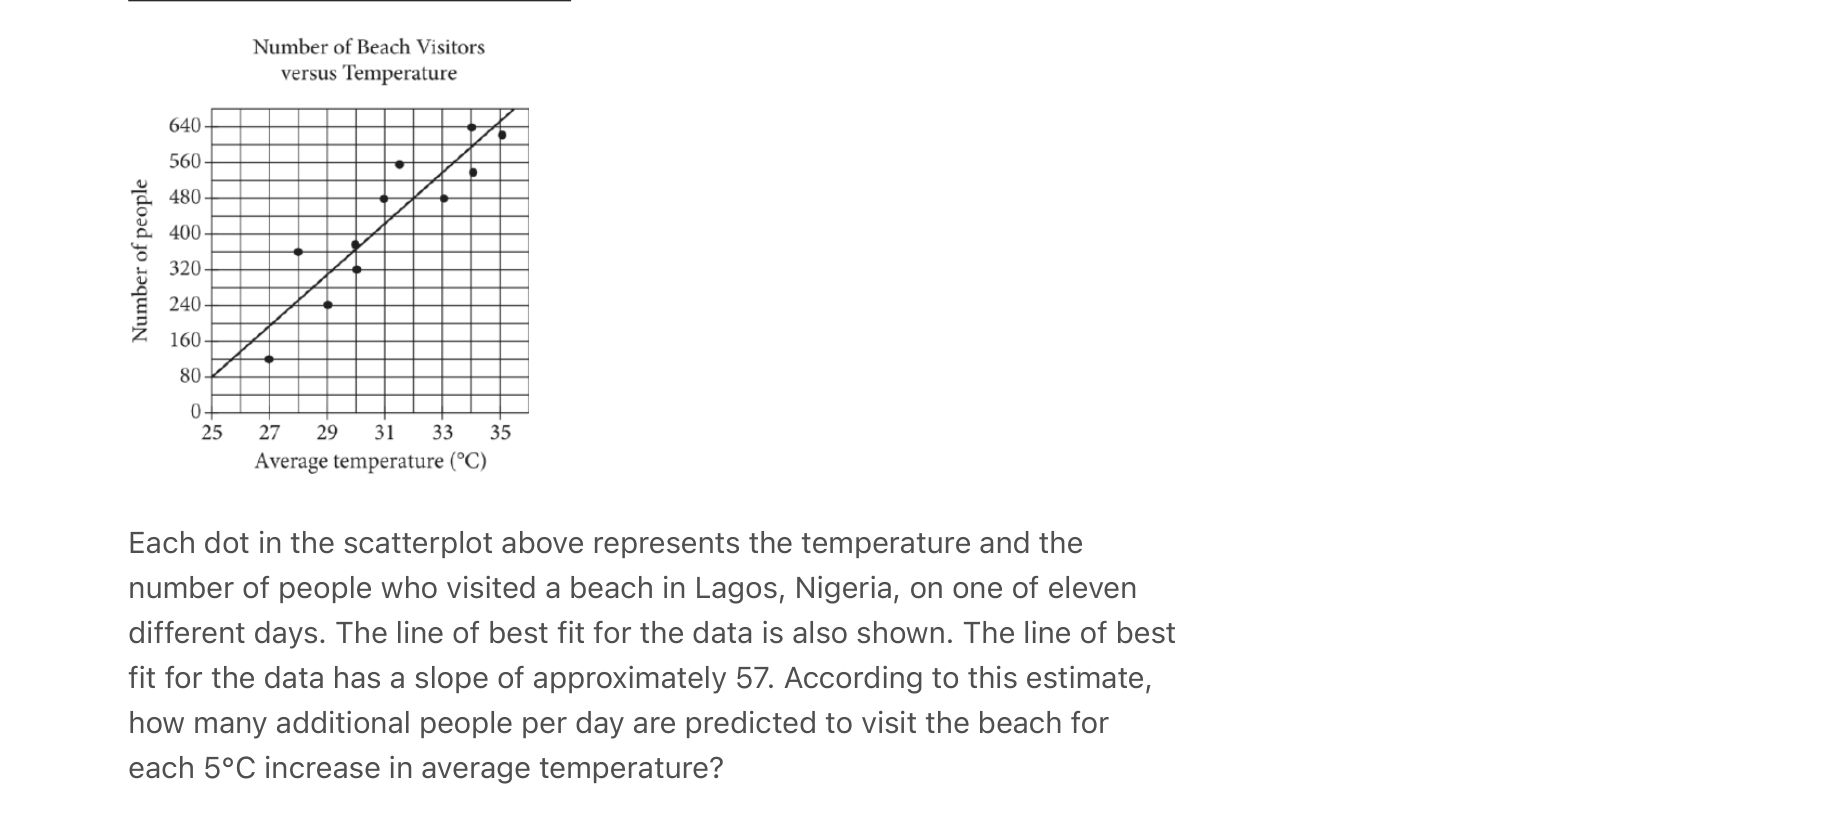 Number of Beach Visitors
versus Temperature
Number of people
640
560
480
400
320
240
160
80
0
25 27 29 31 33 35
Average temperature (°C)
Each dot in the scatterplot above represents the temperature and the
number of people who visited a beach in Lagos, Nigeria, on one of eleven
different days. The line of best fit for the data is also shown. The line of best
fit for the data has a slope of approximately 57. According to this estimate,
how many additional people per day are predicted to visit the beach for
each 5°C increase in average temperature?